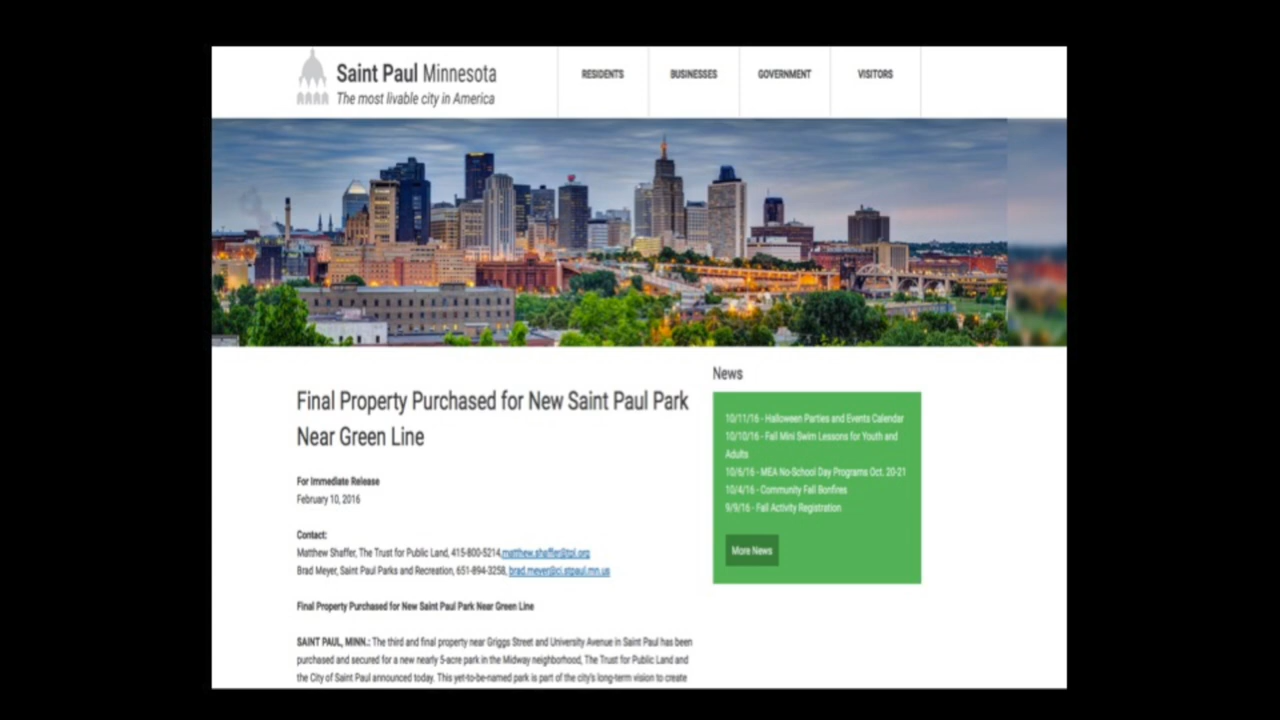 Saint Paul Minnesota
The most livable city in America
RESIDENTS
BUSINESSES
GOVERNMENT
VISITORS
Final Property Purchased for New Saint Paul Park
Near Green Line
For Immediate Release
February 10, 2016
Contact:
Matthew Shaffer, The Trust for Public Land, 415-800-5214,matthew.shaffer@tpl.org
Brad Meyer, Saint Paul Parks and Recreation, 651-894-3258, brad.meyer@ci.stpaul.mn.us
Final Property Purchased for New Saint Paul Park Near Green Line
SAINT PAUL, MINN.: The third and final property near Griggs Street and University Avenue in Saint Paul has been
purchased and secured for a new nearly 5-acre park in the Midway neighborhood, The Trust for Public Land and
the City of Saint Paul announced today. This yet-to-be-named park is part of the city's long-term vision to create
News
10/11/16 - Halloween Parties and Events Calendar
10/10/16 - Fall Mini Swim Lessons for Youth and
Adults
10/6/16 - MEA No-School Day Programs Oct. 20-21
10/4/16 - Community Fall Bonfires
9/9/16 - Fall Activity Registration
More News